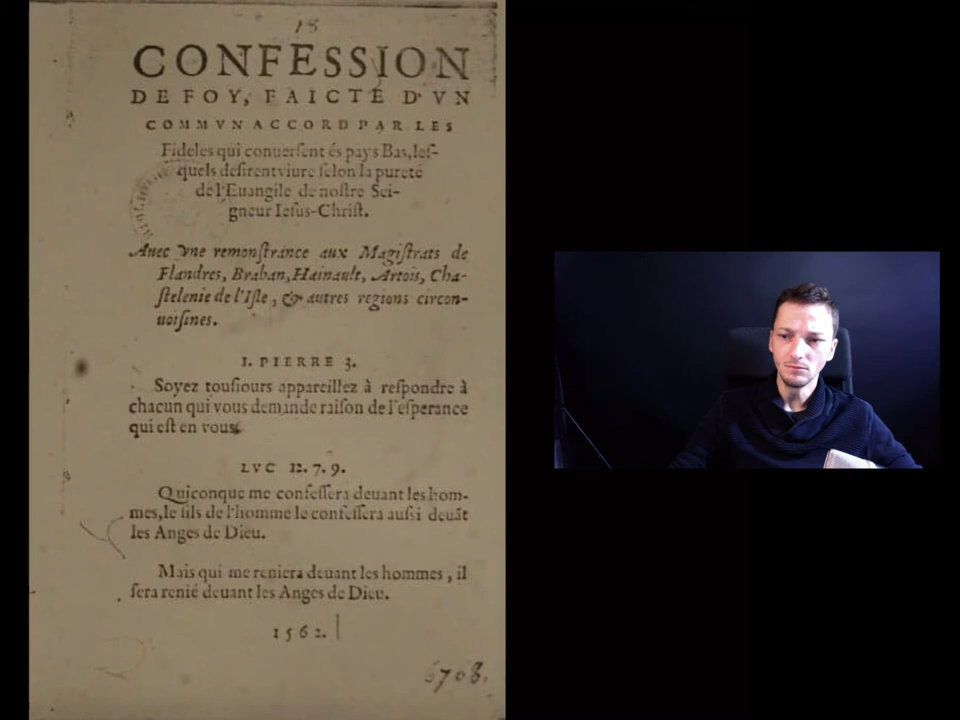 15
CONFESSION
DE FOY, FAICTE D'VN
COMMVN ACCORD PAR LES
Fideles qui conuerſent és pays Bas, leſ-
quels deſirent viure ſelon la pureté
de l'Euangile de noſtre Sei-
gneur Ieſus-Chriſt.
Auec vne remonſtrance aux Magiſtrats de
Flandres, Braban, Hainault, Artois, Cha-
ſtelenie de l'Iſle, & autres regions circon-
uoiſines.
I. PIERRE 3.
Soyez touſiours appareillez à reſpondre à
chacun qui vous demande raiſon de l'eſperance
qui eſt en vous.
LVC 12. 7. 9.
Quiconque me confeſſera deuant les hom-
mes, le fils de l'homme le confeſſera auſsi deuãt
les Anges de Dieu.
Mais qui me reniera deuant les hommes, il
ſera renié deuant les Anges de Dieu.
1562.
6708.